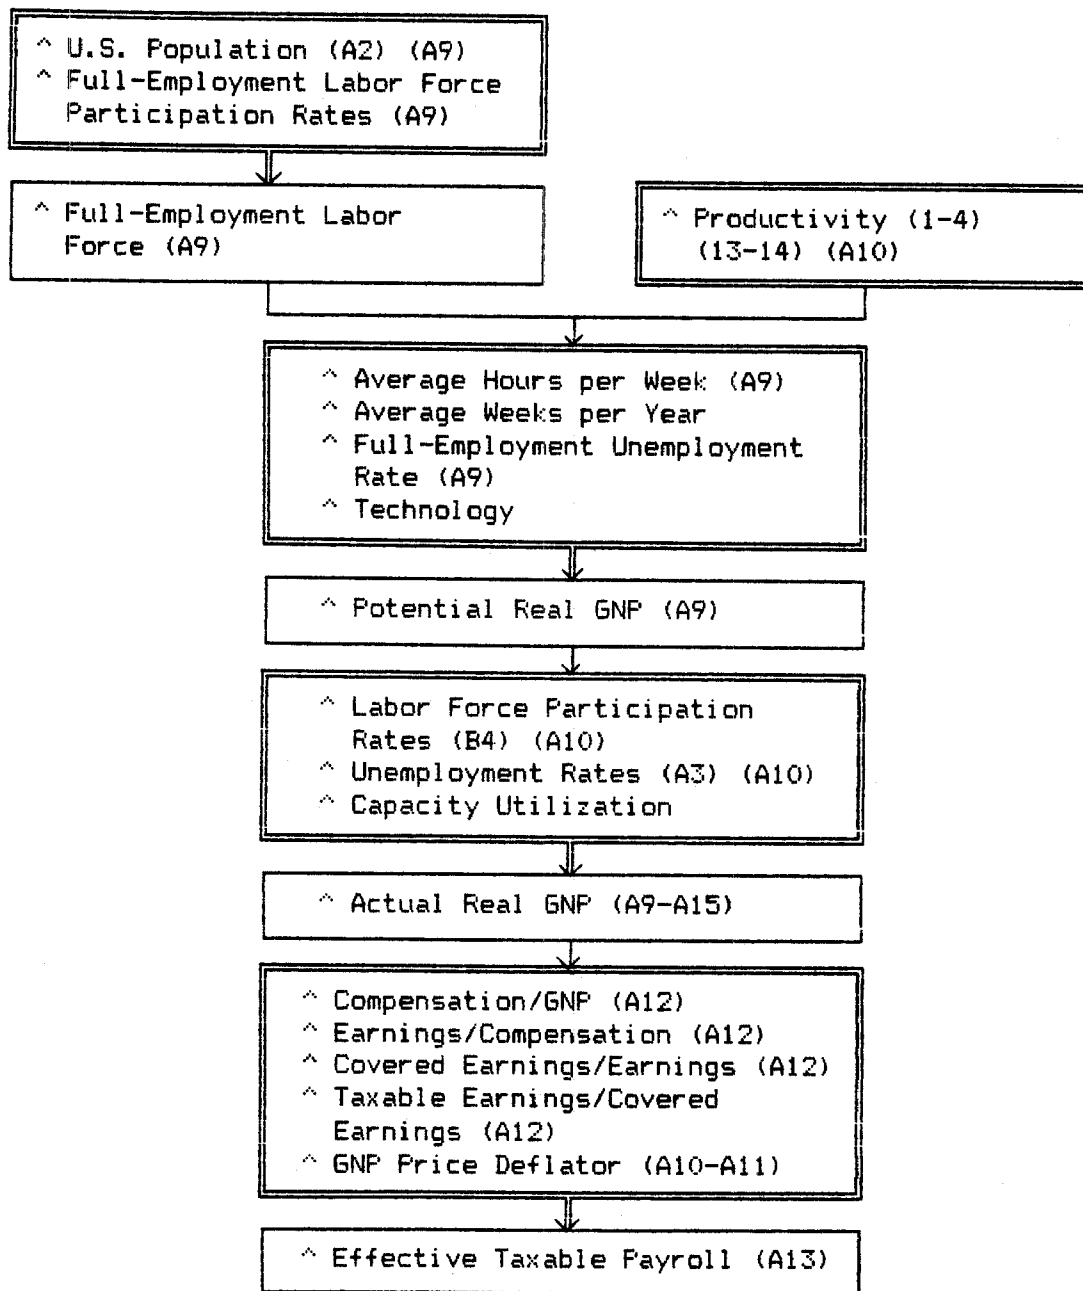 ^ U.S. Population (A2) (A9)
^ Full-Employment Labor Force
Participation Rates (A9)
^ Full-Employment Labor
Force (A9)
^ Productivity (1-4)
(13-14) (A10)
^ Average Hours per Week (A9)
^ Average Weeks per Year
^ Full-Employment Unemployment
Rate (A9)
^ Technology
^ Potential Real GNP (A9)
^ Labor Force Participation
Rates (B4) (A10)
^ Unemployment Rates (A3) (A10)
^ Capacity Utilization
^ Actual Real GNP (A9-A15)
^ Compensation/GNP (A12)
^ Earnings/Compensation (A12)
^ Covered Earnings/Earnings (A12)
^ Taxable Earnings/Covered
Earnings (A12)
^ GNP Price Deflator (A10-A11)
^ Effective Taxable Payroll (A13)